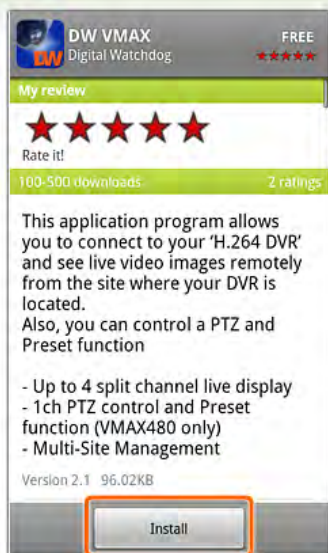 DW VMAX
FREE
Digital Watchdog
DW
My review
Rate it!
100-500 downloads
2 ratings
This application program allows
you to connect to your 'H.264 DVR'
and see live video images remotely
from the site where your DVR is
located.
Also, you can control a PTZ and
Preset function
- Up to 4 split channel live display
- 1ch PTZ control and Preset
function (VMAX480 only)
- Multi-Site Management
Version 2.1 96.02KB
Install